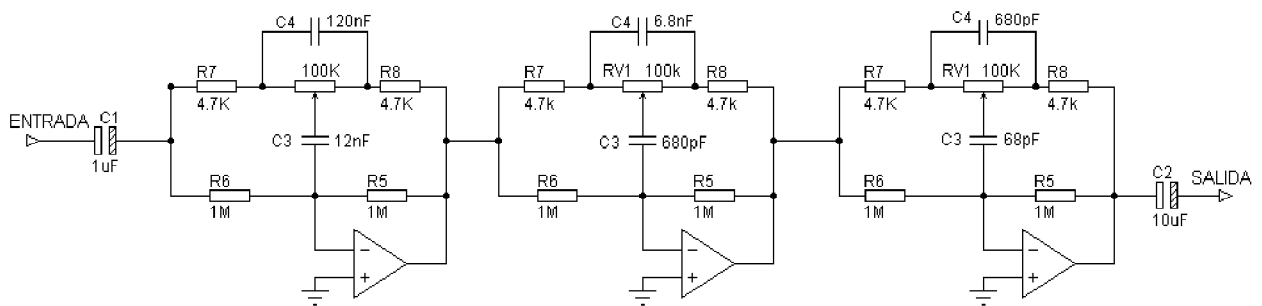 C4 120nF
R7 100K R8
4.7K 4.7K
ENTRADA C1
1uF
C3 12nF
R6 R5
1M 1M
−
+
C4 6.8nF
R7 RV1 100k R8
4.7k 4.7k
C3 680pF
R6 R5
1M 1M
−
+
C4 680pF
R7 RV1 100K R8
4.7K 4.7k
C3 68pF
R6 R5
1M 1M
−
+
C2 SALIDA
10uF